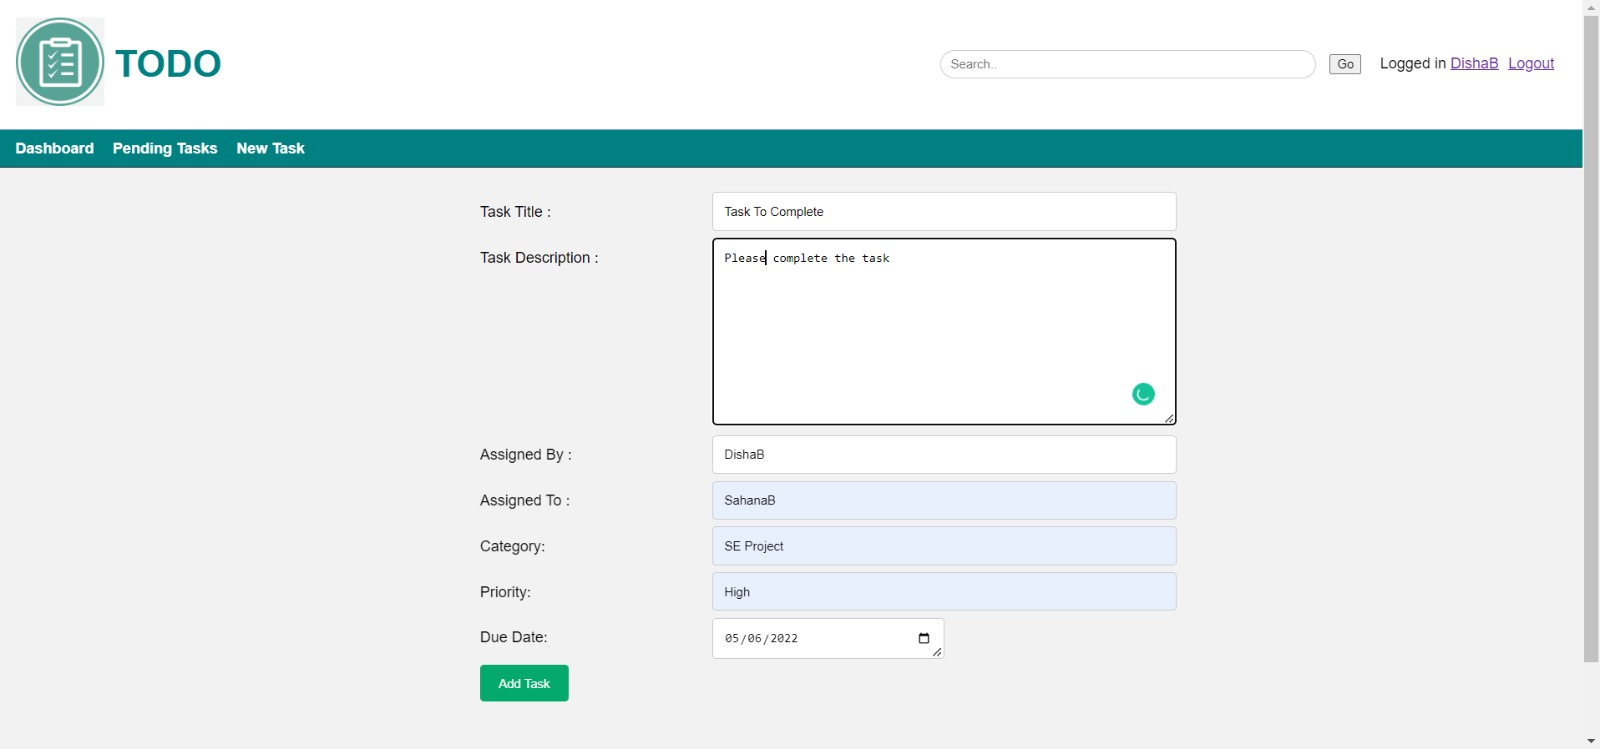 TODO
Search..
Go
Logged in DishaB Logout
Dashboard Pending Tasks New Task
Task Title : Task To Complete
Task Description : Please complete the task
Assigned By : DishaB
Assigned To : SahanaB
Category: SE Project
Priority: High
Due Date: 05/06/2022
Add Task